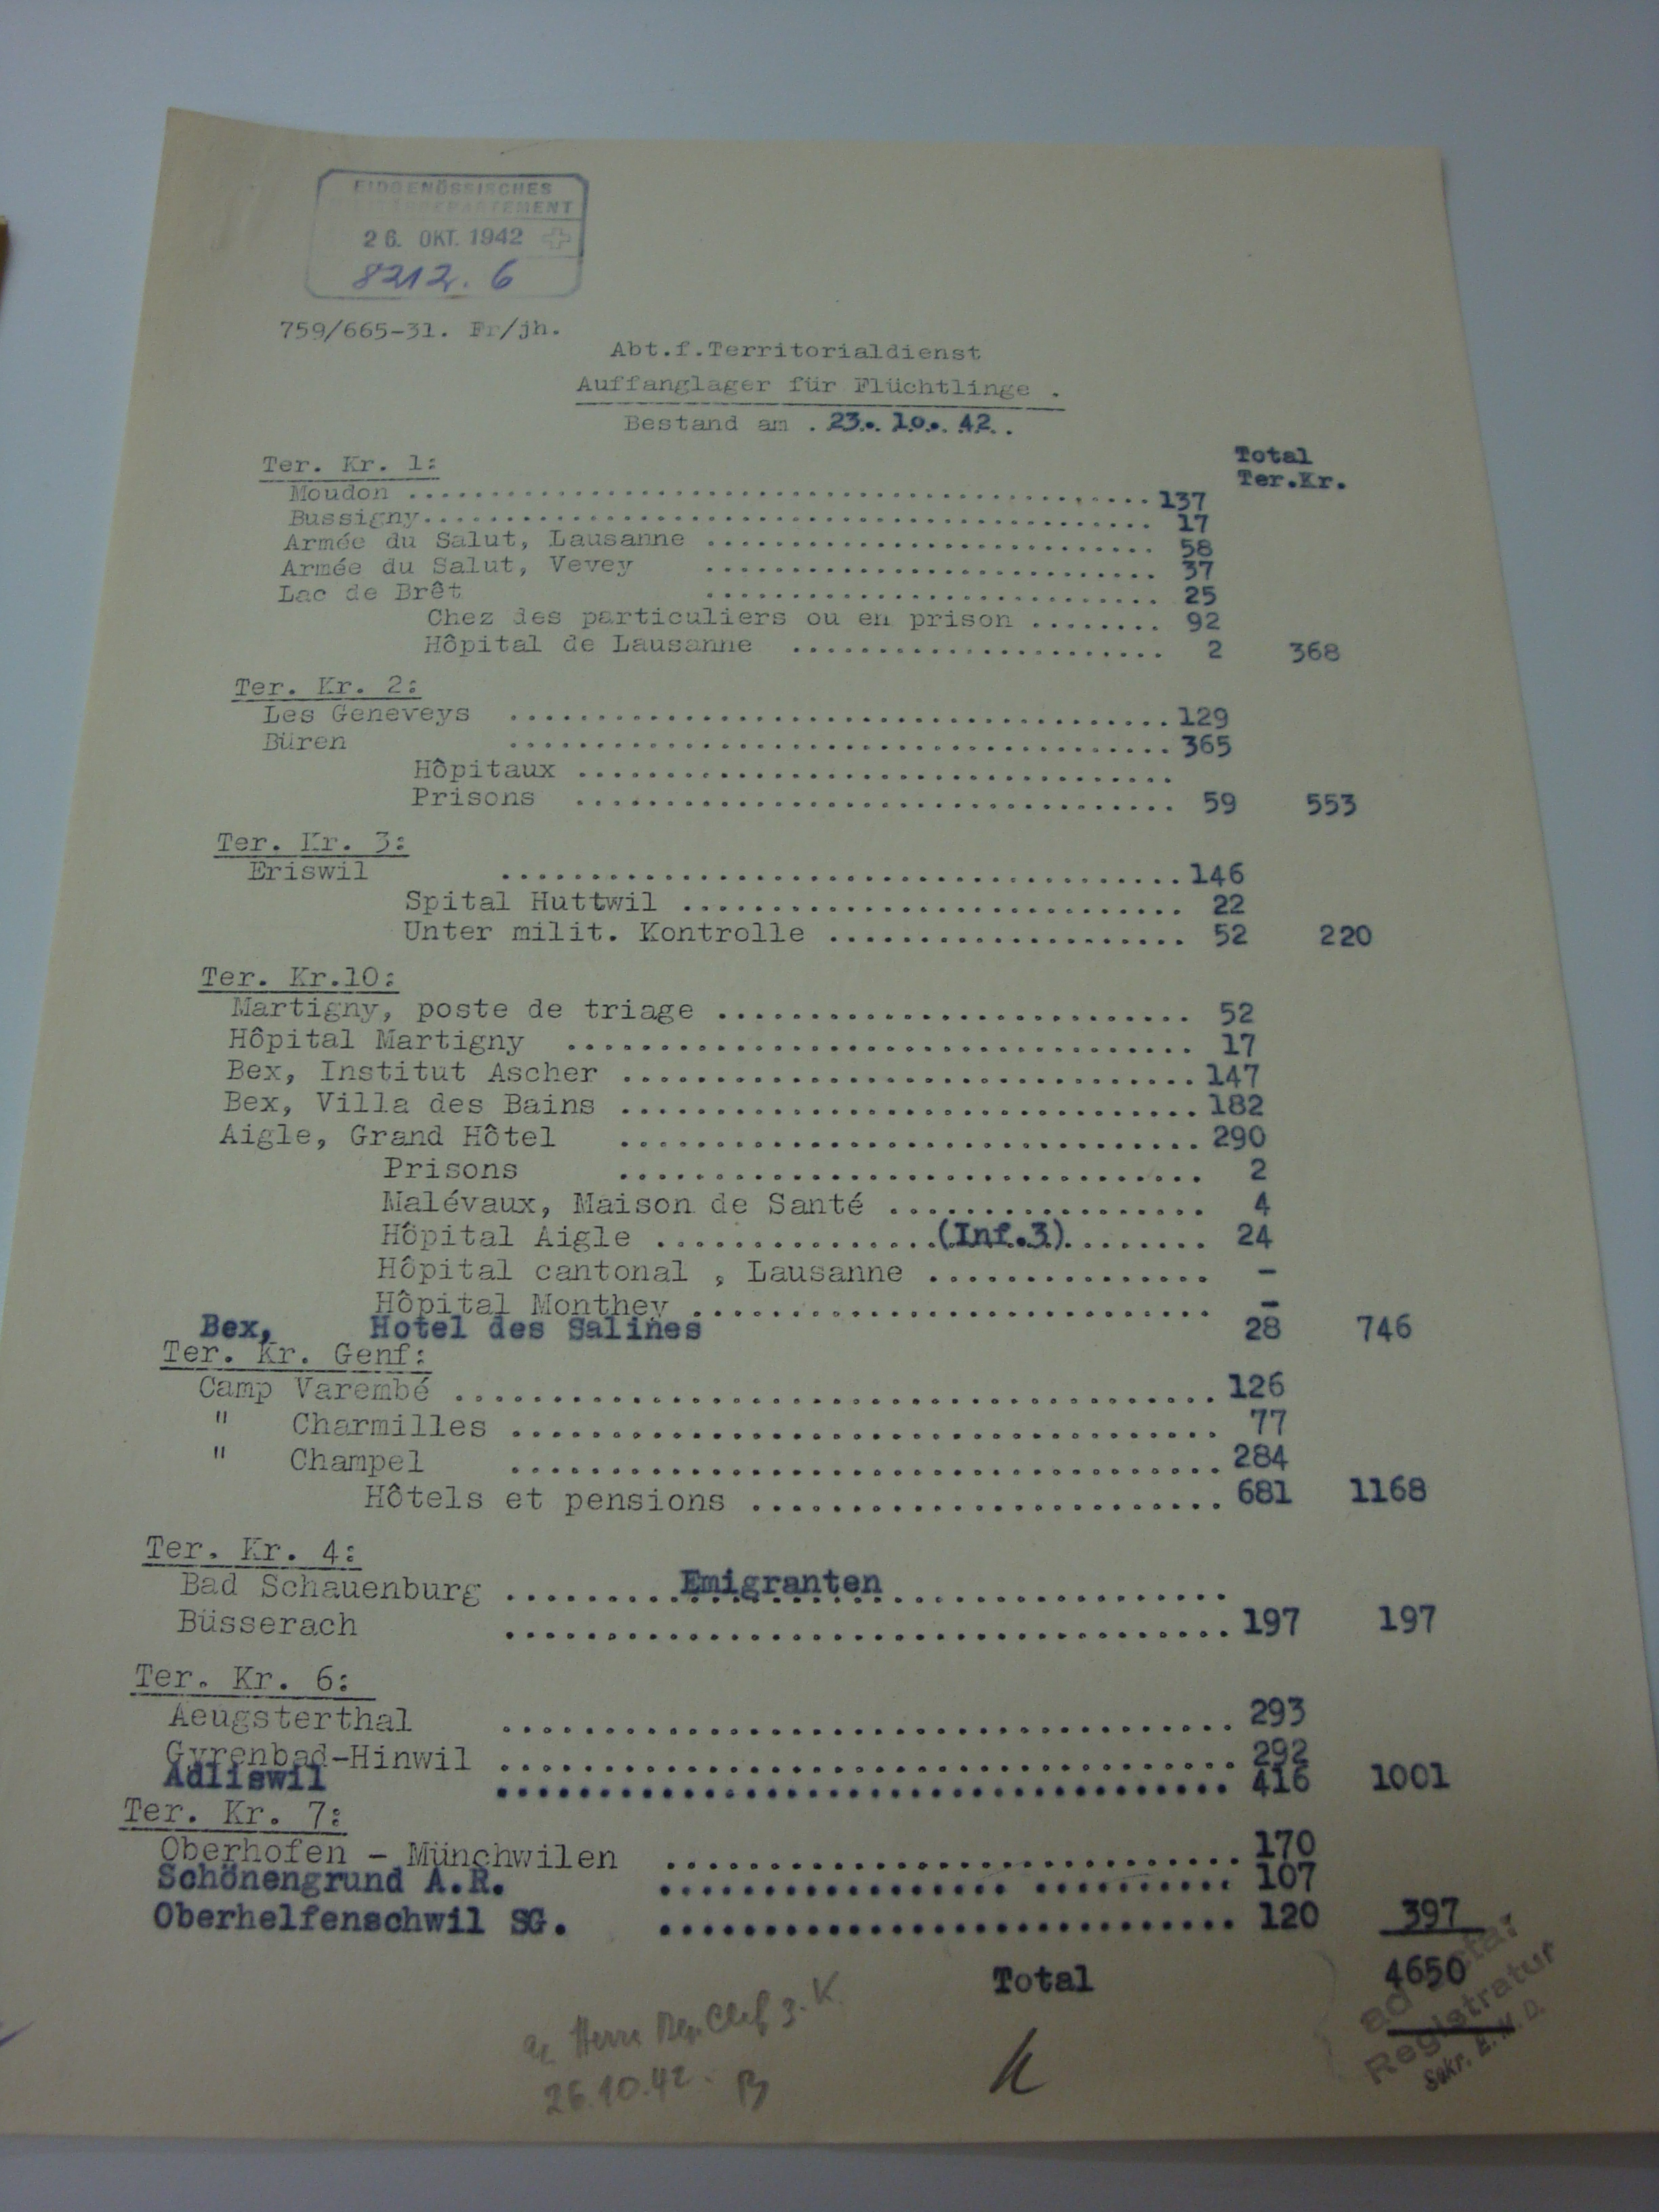 EIDGENÖSSISCHES
MILITÄRDEPARTEMENT
26. OKT. 1942
8212. 6
759/665-31. Fr/jh.
Abt.f.Territorialdienst
Auffanglager für Flüchtlinge .
Bestand am . 23. 10. 42. .
Total
Ter.Kr.
Ter. Kr. 1:
Moudon ........................................ 137
Bussigny....................................... 17
Armée du Salut, Lausanne ............................ 58
Armée du Salut, Vevey ............................ 37
Lac de Brêt ............................ 25
Chez des particuliers ou en prison ........ 92
Hôpital de Lausanne ...................... 2 368
Ter. Kr. 2:
Les Geneveys ................................... 129
Büren ................................... 365
Hôpitaux ................................
Prisons ................................ 59 553
Ter. Kr. 3:
Eriswil .................................... 146
Spital Huttwil ........................... 22
Unter milit. Kontrolle ................... 52 220
Ter. Kr.10:
Martigny, poste de triage ......................... 52
Hôpital Martigny ................................. 17
Bex, Institut Ascher .............................. 147
Bex, Villa des Bains .............................. 182
Aigle, Grand Hôtel .............................. 290
Prisons .............................. 2
Malévaux, Maison de Santé ................. 4
Hôpital Aigle ...............(Inf.3)........ 24
Hôpital cantonal , Lausanne ............... -
Hôpital Monthey ........................... -
Bex, Hotel des Salines 28 746
Ter. Kr. Genf:
Camp Varembé ....................................... 126
" Charmilles .................................... 77
" Champel .................................... 284
Hôtels et pensions ........................ 681 1168
Ter. Kr. 4:
Bad Schauenburg .........Emigranten..................
Büsserach .................................... 197 197
Ter. Kr. 6:
Aeugsterthal .................................... 293
Gyrenbad-Hinwil .................................... 292
Adliswil .................................... 416 1001
Ter. Kr. 7:
Oberhofen - Münchwilen ............................ 170
Schönengrund A.R. ............................ 107
Oberhelfenschwil SG. ............................ 120 397
Total 4650
ad acta:
Registratur
Sekr. E.M.D.
Herrn Dep. Chef z. K.
26.10.42.